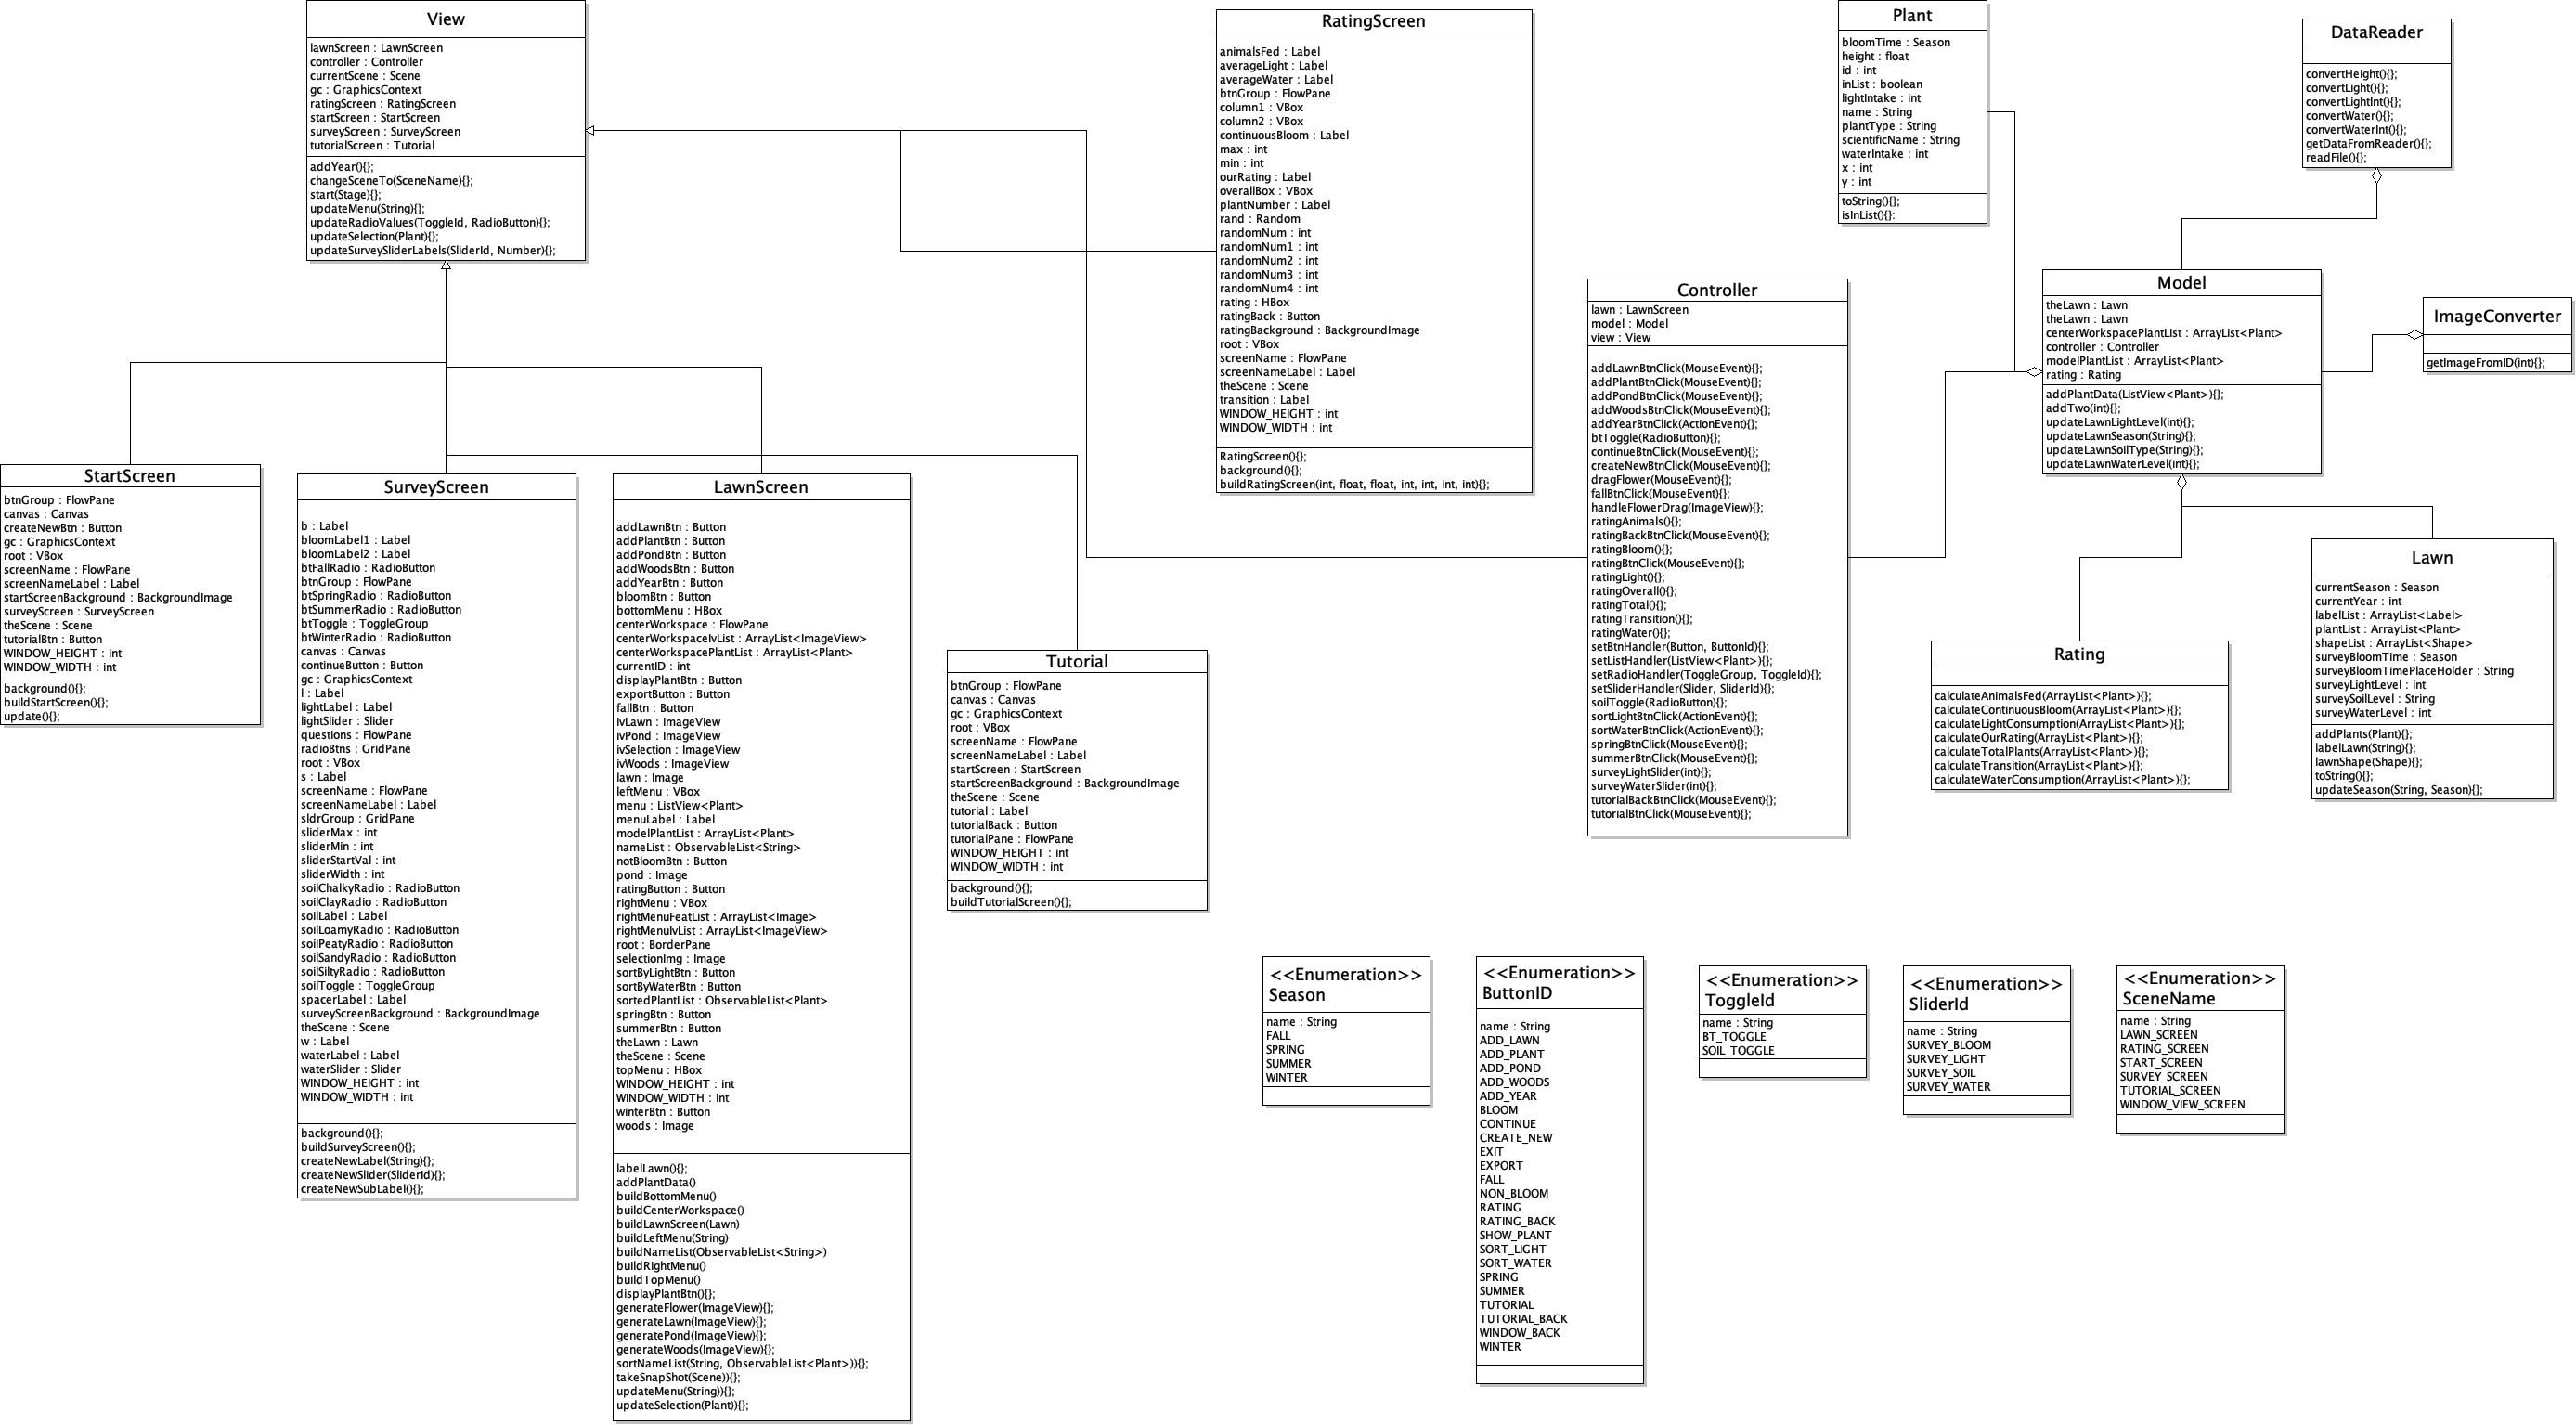 View
lawnScreen : LawnScreen
controller : Controller
currentScene : Scene
gc : GraphicsContext
ratingScreen : RatingScreen
startScreen : StartScreen
surveyScreen : SurveyScreen
tutorialScreen : Tutorial
addYear(){};
changeSceneTo(SceneName){};
start(Stage){};
updateMenu(String){};
updateRadioValues(ToggleId, RadioButton){};
updateSelection(Plant){};
updateSurveySliderLabels(SliderId, Number){};
RatingScreen
animalsFed : Label
averageLight : Label
averageWater : Label
btnGroup : FlowPane
column1 : VBox
column2 : VBox
continuousBloom : Label
max : int
min : int
ourRating : Label
overallBox : VBox
plantNumber : Label
rand : Random
randomNum : int
randomNum1 : int
randomNum2 : int
randomNum3 : int
randomNum4 : int
rating : HBox
ratingBack : Button
ratingBackground : BackgroundImage
root : VBox
screenName : FlowPane
screenNameLabel : Label
theScene : Scene
transition : Label
WINDOW_HEIGHT : int
WINDOW_WIDTH : int
RatingScreen(){};
background(){};
buildRatingScreen(int, float, float, int, int, int, int){};
Plant
bloomTime : Season
height : float
id : int
inList : boolean
lightIntake : int
name : String
plantType : String
scientificName : String
waterIntake : int
x : int
y : int
toString(){};
isInList(){}:
DataReader
convertHeight(){};
convertLight(){};
convertLightInt(){};
convertWater(){};
convertWaterInt(){};
getDataFromReader(){};
readFile(){};
Controller
lawn : LawnScreen
model : Model
view : View
addLawnBtnClick(MouseEvent){};
addPlantBtnClick(MouseEvent){};
addPondBtnClick(MouseEvent){};
addWoodsBtnClick(MouseEvent){};
addYearBtnClick(ActionEvent){};
btToggle(RadioButton){};
continueBtnClick(MouseEvent){};
createNewBtnClick(MouseEvent){};
dragFlower(MouseEvent){};
fallBtnClick(MouseEvent){};
handleFlowerDrag(ImageView){};
ratingAnimals(){};
ratingBackBtnClick(MouseEvent){};
ratingBloom(){};
ratingBtnClick(MouseEvent){};
ratingLight(){};
ratingOverall(){};
ratingTotal(){};
ratingTransition(){};
ratingWater(){};
setBtnHandler(Button, ButtonId){};
setListHandler(ListView<Plant>){};
setRadioHandler(ToggleGroup, ToggleId){};
setSliderHandler(Slider, SliderId){};
soilToggle(RadioButton){};
sortLightBtnClick(ActionEvent){};
sortWaterBtnClick(ActionEvent){};
springBtnClick(MouseEvent){};
summerBtnClick(MouseEvent){};
surveyLightSlider(int){};
surveyWaterSlider(int){};
tutorialBackBtnClick(MouseEvent){};
tutorialBtnClick(MouseEvent){};
Model
theLawn : Lawn
theLawn : Lawn
centerWorkspacePlantList : ArrayList<Plant>
controller : Controller
modelPlantList : ArrayList<Plant>
rating : Rating
addPlantData(ListView<Plant>){};
addTwo(int){};
updateLawnLightLevel(int){};
updateLawnSeason(String){};
updateLawnSoilType(String){};
updateLawnWaterLevel(int){};
ImageConverter
getImageFromID(int){};
StartScreen
btnGroup : FlowPane
canvas : Canvas
createNewBtn : Button
gc : GraphicsContext
root : VBox
screenName : FlowPane
screenNameLabel : Label
startScreenBackground : BackgroundImage
surveyScreen : SurveyScreen
theScene : Scene
tutorialBtn : Button
WINDOW_HEIGHT : int
WINDOW_WIDTH : int
background(){};
buildStartScreen(){};
update(){};
SurveyScreen
b : Label
bloomLabel1 : Label
bloomLabel2 : Label
btFallRadio : RadioButton
btnGroup : FlowPane
btSpringRadio : RadioButton
btSummerRadio : RadioButton
btToggle : ToggleGroup
btWinterRadio : RadioButton
canvas : Canvas
continueButton : Button
gc : GraphicsContext
l : Label
lightLabel : Label
lightSlider : Slider
questions : FlowPane
radioBtns : GridPane
root : VBox
s : Label
screenName : FlowPane
screenNameLabel : Label
sldrGroup : GridPane
sliderMax : int
sliderMin : int
sliderStartVal : int
sliderWidth : int
soilChalkyRadio : RadioButton
soilClayRadio : RadioButton
soilLabel : Label
soilLoamyRadio : RadioButton
soilPeatyRadio : RadioButton
soilSandyRadio : RadioButton
soilSiltyRadio : RadioButton
soilToggle : ToggleGroup
spacerLabel : Label
surveyScreenBackground : BackgroundImage
theScene : Scene
w : Label
waterLabel : Label
waterSlider : Slider
WINDOW_HEIGHT : int
WINDOW_WIDTH : int
background(){};
buildSurveyScreen(){};
createNewLabel(String){};
createNewSlider(SliderId){};
createNewSubLabel(){};
LawnScreen
addLawnBtn : Button
addPlantBtn : Button
addPondBtn : Button
addWoodsBtn : Button
addYearBtn : Button
bloomBtn : Button
bottomMenu : HBox
centerWorkspace : FlowPane
centerWorkspaceIvList : ArrayList<ImageView>
centerWorkspacePlantList : ArrayList<Plant>
currentID : int
displayPlantBtn : Button
exportButton : Button
fallBtn : Button
ivLawn : ImageView
ivPond : ImageView
ivSelection : ImageView
ivWoods : ImageView
lawn : Image
leftMenu : VBox
menu : ListView<Plant>
menuLabel : Label
modelPlantList : ArrayList<Plant>
nameList : ObservableList<String>
notBloomBtn : Button
pond : Image
ratingButton : Button
rightMenu : VBox
rightMenuFeatList : ArrayList<Image>
rightMenuIvList : ArrayList<ImageView>
root : BorderPane
selectionImg : Image
sortByLightBtn : Button
sortByWaterBtn : Button
sortedPlantList : ObservableList<Plant>
springBtn : Button
summerBtn : Button
theLawn : Lawn
theScene : Scene
topMenu : HBox
WINDOW_HEIGHT : int
WINDOW_WIDTH : int
winterBtn : Button
woods : Image
labelLawn(){};
addPlantData()
buildBottomMenu()
buildCenterWorkspace()
buildLawnScreen(Lawn)
buildLeftMenu(String)
buildNameList(ObservableList<String>)
buildRightMenu()
buildTopMenu()
displayPlantBtn(){};
generateFlower(ImageView){};
generateLawn(ImageView){};
generatePond(ImageView){};
generateWoods(ImageView){};
sortNameList(String, ObservableList<Plant>)){};
takeSnapShot(Scene)){};
updateMenu(String)){};
updateSelection(Plant)){};
Tutorial
btnGroup : FlowPane
canvas : Canvas
gc : GraphicsContext
root : VBox
screenName : FlowPane
screenNameLabel : Label
startScreen : StartScreen
startScreenBackground : BackgroundImage
theScene : Scene
tutorial : Label
tutorialBack : Button
tutorialPane : FlowPane
WINDOW_HEIGHT : int
WINDOW_WIDTH : int
background(){};
buildTutorialScreen(){};
Rating
calculateAnimalsFed(ArrayList<Plant>){};
calculateContinuousBloom(ArrayList<Plant>){};
calculateLightConsumption(ArrayList<Plant>){};
calculateOurRating(ArrayList<Plant>){};
calculateTotalPlants(ArrayList<Plant>){};
calculateTransition(ArrayList<Plant>){};
calculateWaterConsumption(ArrayList<Plant>){};
Lawn
currentSeason : Season
currentYear : int
labelList : ArrayList<Label>
plantList : ArrayList<Plant>
shapeList : ArrayList<Shape>
surveyBloomTime : Season
surveyBloomTimePlaceHolder : String
surveyLightLevel : int
surveySoilLevel : String
surveyWaterLevel : int
addPlants(Plant){};
labelLawn(String){};
lawnShape(Shape){};
toString(){};
updateSeason(String, Season){};
<<Enumeration>>
Season
name : String
FALL
SPRING
SUMMER
WINTER
<<Enumeration>>
ButtonID
name : String
ADD_LAWN
ADD_PLANT
ADD_POND
ADD_WOODS
ADD_YEAR
BLOOM
CONTINUE
CREATE_NEW
EXIT
EXPORT
FALL
NON_BLOOM
RATING
RATING_BACK
SHOW_PLANT
SORT_LIGHT
SORT_WATER
SPRING
SUMMER
TUTORIAL
TUTORIAL_BACK
WINDOW_BACK
WINTER
<<Enumeration>>
ToggleId
name : String
BT_TOGGLE
SOIL_TOGGLE
<<Enumeration>>
SliderId
name : String
SURVEY_BLOOM
SURVEY_LIGHT
SURVEY_SOIL
SURVEY_WATER
<<Enumeration>>
SceneName
name : String
LAWN_SCREEN
RATING_SCREEN
START_SCREEN
SURVEY_SCREEN
TUTORIAL_SCREEN
WINDOW_VIEW_SCREEN